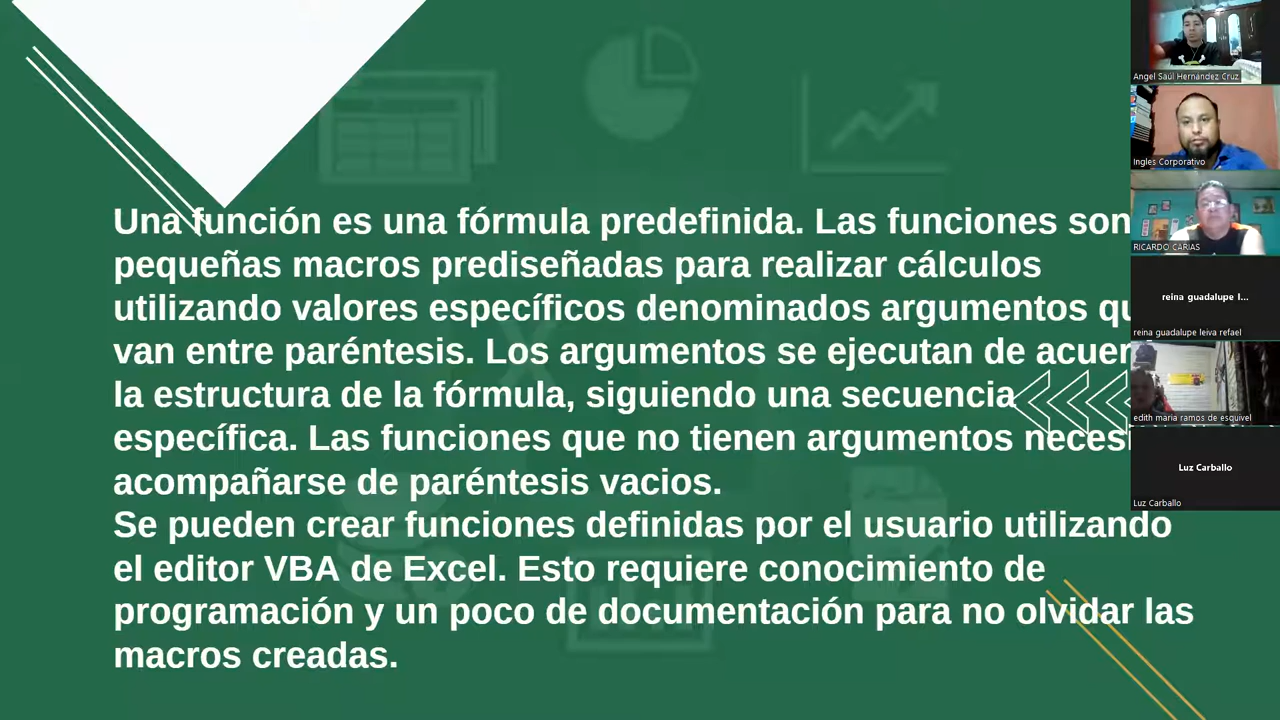 Una función es una fórmula predefinida. Las funciones son
pequeñas macros prediseñadas para realizar cálculos
utilizando valores específicos denominados argumentos
van entre paréntesis. Los argumentos se ejecutan de
la estructura de la fórmula, siguiendo una secuencia
específica. Las funciones que no tienen argumentos
acompañarse de paréntesis vacios.
Se pueden crear funciones definidas por el usuario utilizando
el editor VBA de Excel. Esto requiere conocimiento de
programación y un poco de documentación para no olvidar las
macros creadas.
Angel Saúl Hernández Cruz
Ingles Corporativo
RICARDO CARIAS
reina guadalupe l...
reina guadalupe leiva refael
edith maria ramos de esquivel
Luz Carballo
Luz Carballo